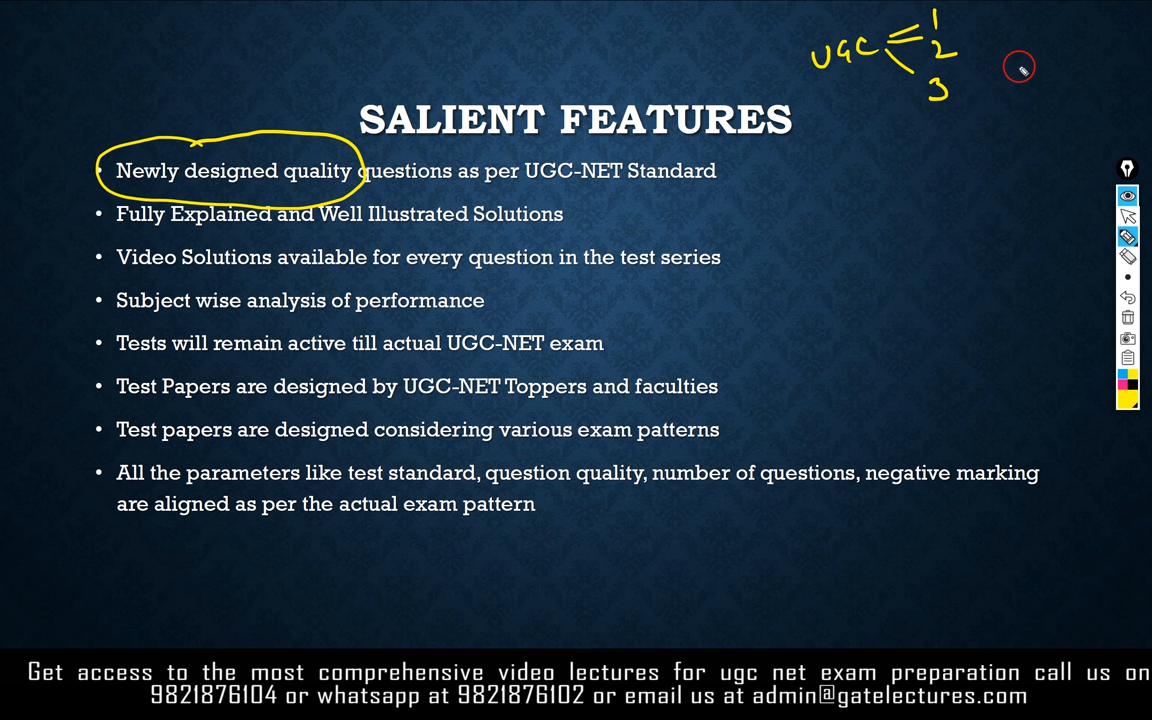 UGC 1
2
3
SALIENT FEATURES
• Newly designed quality questions as per UGC-NET Standard
• Fully Explained and Well Illustrated Solutions
• Video Solutions available for every question in the test series
• Subject wise analysis of performance
• Tests will remain active till actual UGC-NET exam
• Test Papers are designed by UGC-NET Toppers and faculties
• Test papers are designed considering various exam patterns
• All the parameters like test standard, question quality, number of questions, negative marking
are aligned as per the actual exam pattern
Get access to the most comprehensive video lectures for ugc net exam preparation call us on
9821876104 or whatsapp at 9821876102 or email us at admin@gatelectures.com